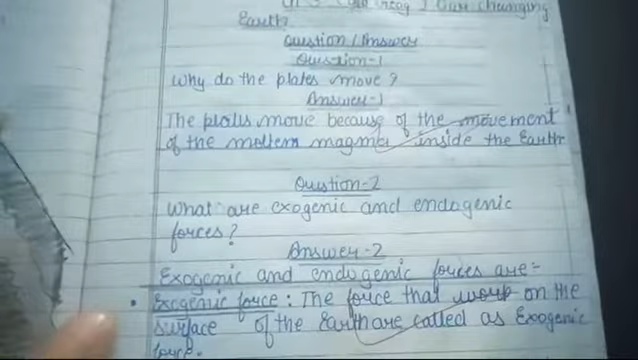 Our changing
Earth
Question / Answer
Question-1
Why do the plates move?
Answer-1
The plates move because of the movement
of the molten magma inside the Earth
Question-2
What are exogenic and endogenic
forces?
Answer-2
Exogenic and endogenic forces are:-
Exogenic force: The force that work on the
surface of the Earth are called as Exogenic
force.